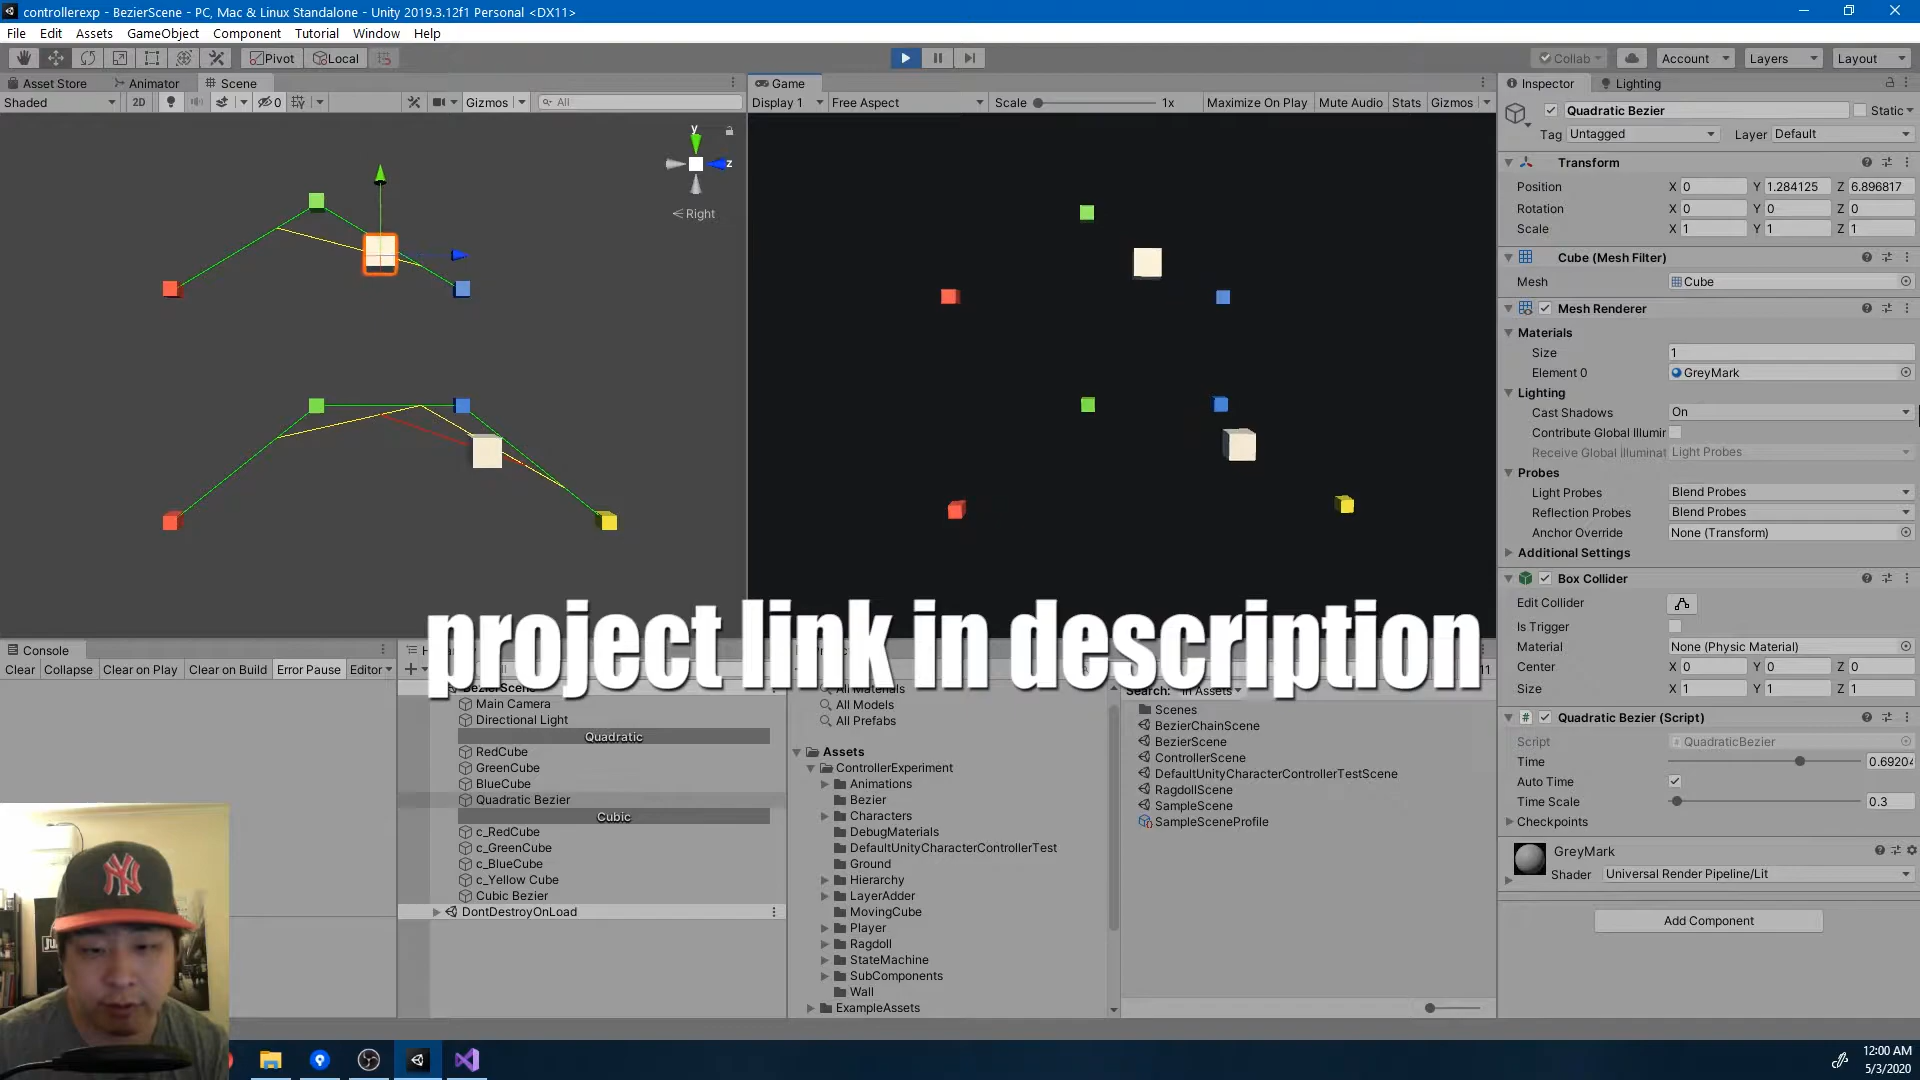 controllerexp - BezierScene - PC, Mac & Linux Standalone - Unity 2019.3.12f1 Personal <DX11>
File Edit Assets GameObject Component Tutorial Window Help
Pivot Local Collab Account Layers Layout
Asset Store Animator Scene Game Inspector Lighting
Shaded 2D 0 Gizmos All Display 1 Free Aspect Scale 1x Maximize On Play Mute Audio Stats Gizmos
Quadratic Bezier Static
Tag Untagged Layer Default
y
z
Right
Transform
Position X 0 Y 1.284125 Z 6.896817
Rotation X 0 Y 0 Z 0
Scale X 1 Y 1 Z 1
Cube (Mesh Filter)
Mesh Cube
Mesh Renderer
Materials
Size 1
Element 0 GreyMark
Lighting
Cast Shadows On
Contribute Global Illumir
Receive Global Illuminat Light Probes
Probes
Light Probes Blend Probes
Reflection Probes Blend Probes
Anchor Override None (Transform)
Additional Settings
Box Collider
Edit Collider
Is Trigger
Material None (Physic Material)
Center X 0 Y 0 Z 0
Size X 1 Y 1 Z 1
Quadratic Bezier (Script)
Script QuadraticBezier
Time 0.69204
Auto Time
Time Scale 0.3
Checkpoints
GreyMark
Shader Universal Render Pipeline/Lit
Add Component
project link in description
Console
Clear Collapse Clear on Play Clear on Build Error Pause Editor
BezierScene
Main Camera
Directional Light
Quadratic
RedCube
GreenCube
BlueCube
Quadratic Bezier
Cubic
c_RedCube
c_GreenCube
c_BlueCube
c_Yellow Cube
Cubic Bezier
DontDestroyOnLoad
All Materials
All Models
All Prefabs
Assets
ControllerExperiment
Animations
Bezier
Characters
DebugMaterials
DefaultUnityCharacterControllerTest
Ground
Hierarchy
LayerAdder
MovingCube
Player
Ragdoll
StateMachine
SubComponents
Wall
ExampleAssets
Search: In Assets
Scenes
BezierChainScene
BezierScene
ControllerScene
DefaultUnityCharacterControllerTestScene
RagdollScene
SampleScene
SampleSceneProfile
NY
12:00 AM
5/3/2020